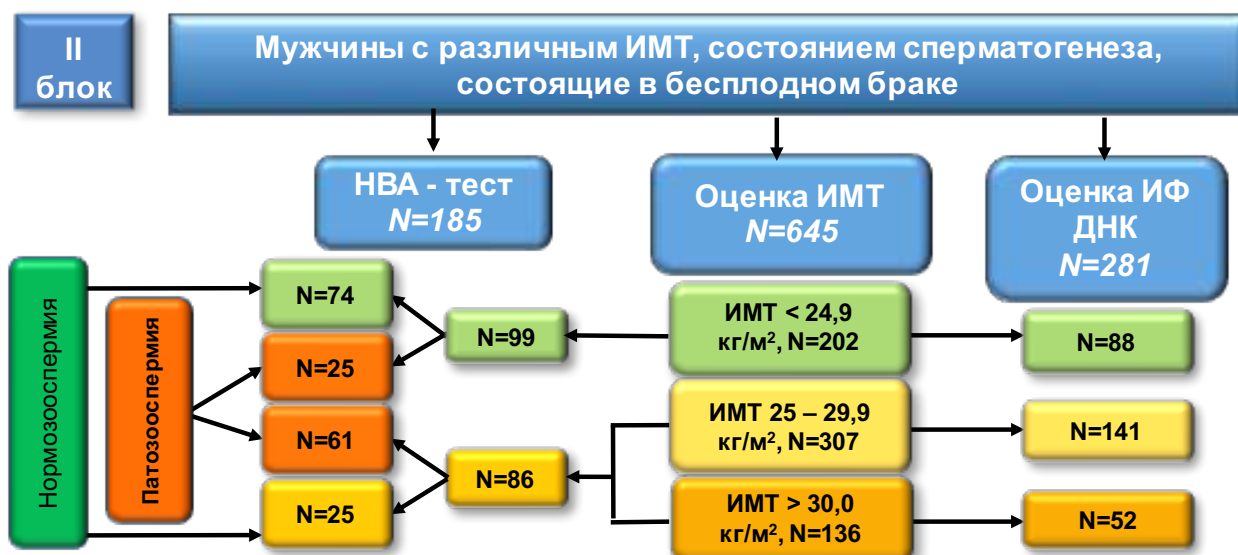 II
блок
Мужчины с различным ИМТ, состоянием сперматогенеза,
состоящие в бесплодном браке
НВА - тест
N=185
Оценка ИМТ
N=645
Оценка ИФ
ДНК
N=281
Нормозооспермия
Патозооспермия
N=74
N=25
N=61
N=25
N=99
N=86
ИМТ < 24,9
кг/м², N=202
ИМТ 25 – 29,9
кг/м², N=307
ИМТ > 30,0
кг/м², N=136
N=88
N=141
N=52